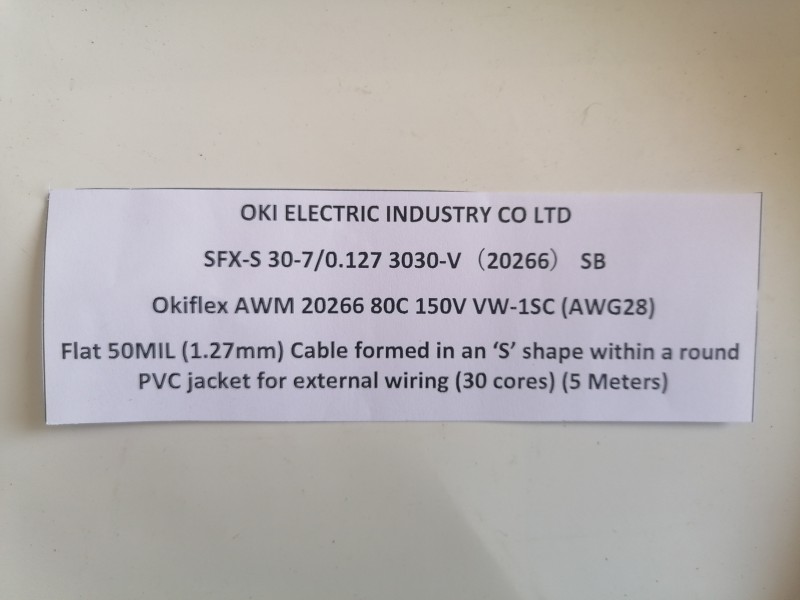 OKI ELECTRIC INDUSTRY CO LTD
SFX-S 30-7/0.127 3030-V（20266） SB
Okiflex AWM 20266 80C 150V VW-1SC (AWG28)
Flat 50MIL (1.27mm) Cable formed in an ‘S’ shape within a round
PVC jacket for external wiring (30 cores) (5 Meters)